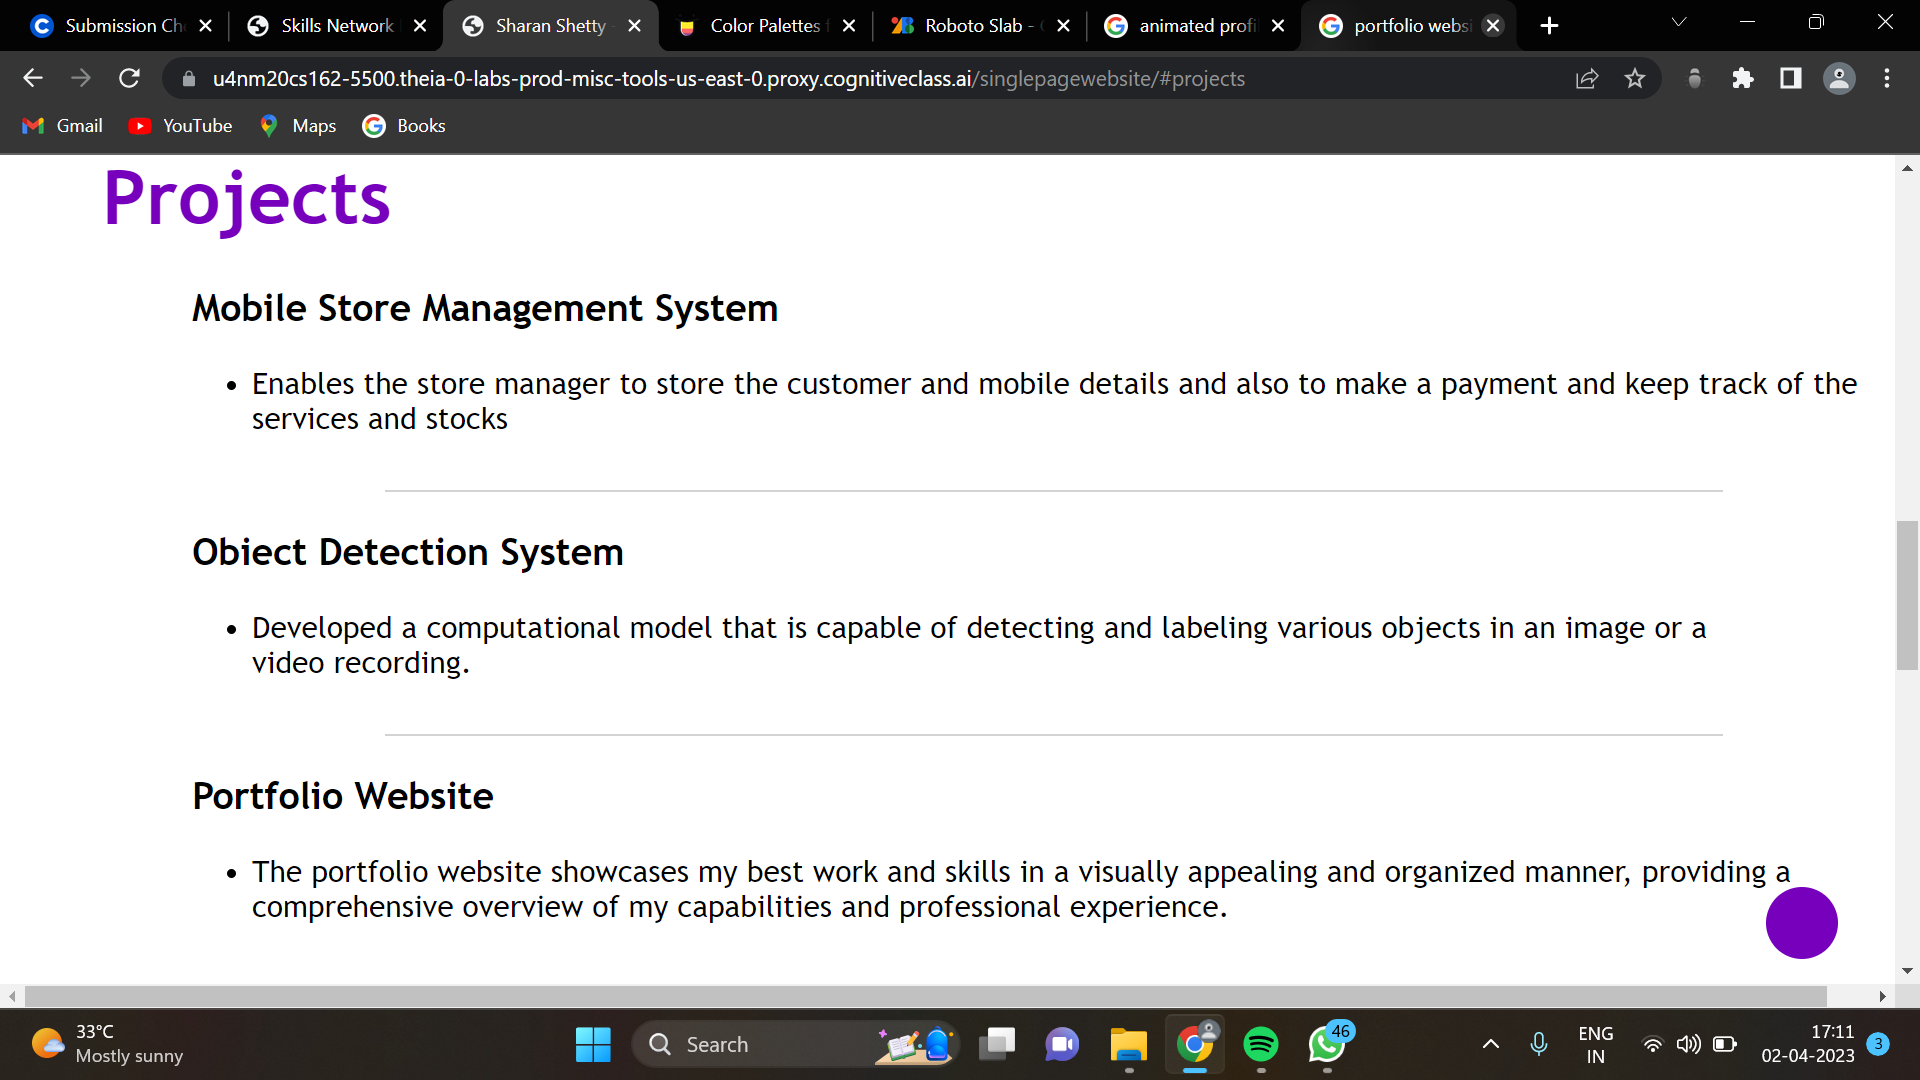 Submission Ch
Skills Network
Sharan Shetty
Color Palettes
Roboto Slab -
animated profi
portfolio websi
u4nm20cs162-5500.theia-0-labs-prod-misc-tools-us-east-0.proxy.cognitiveclass.ai/singlepagewebsite/#projects
Gmail
YouTube
Maps
Books
Projects
Mobile Store Management System
• Enables the store manager to store the customer and mobile details and also to make a payment and keep track of the
services and stocks
Obiect Detection System
• Developed a computational model that is capable of detecting and labeling various objects in an image or a
video recording.
Portfolio Website
• The portfolio website showcases my best work and skills in a visually appealing and organized manner, providing a
comprehensive overview of my capabilities and professional experience.
33°C
Mostly sunny
Search
46
ENG
IN
17:11
02-04-2023
3